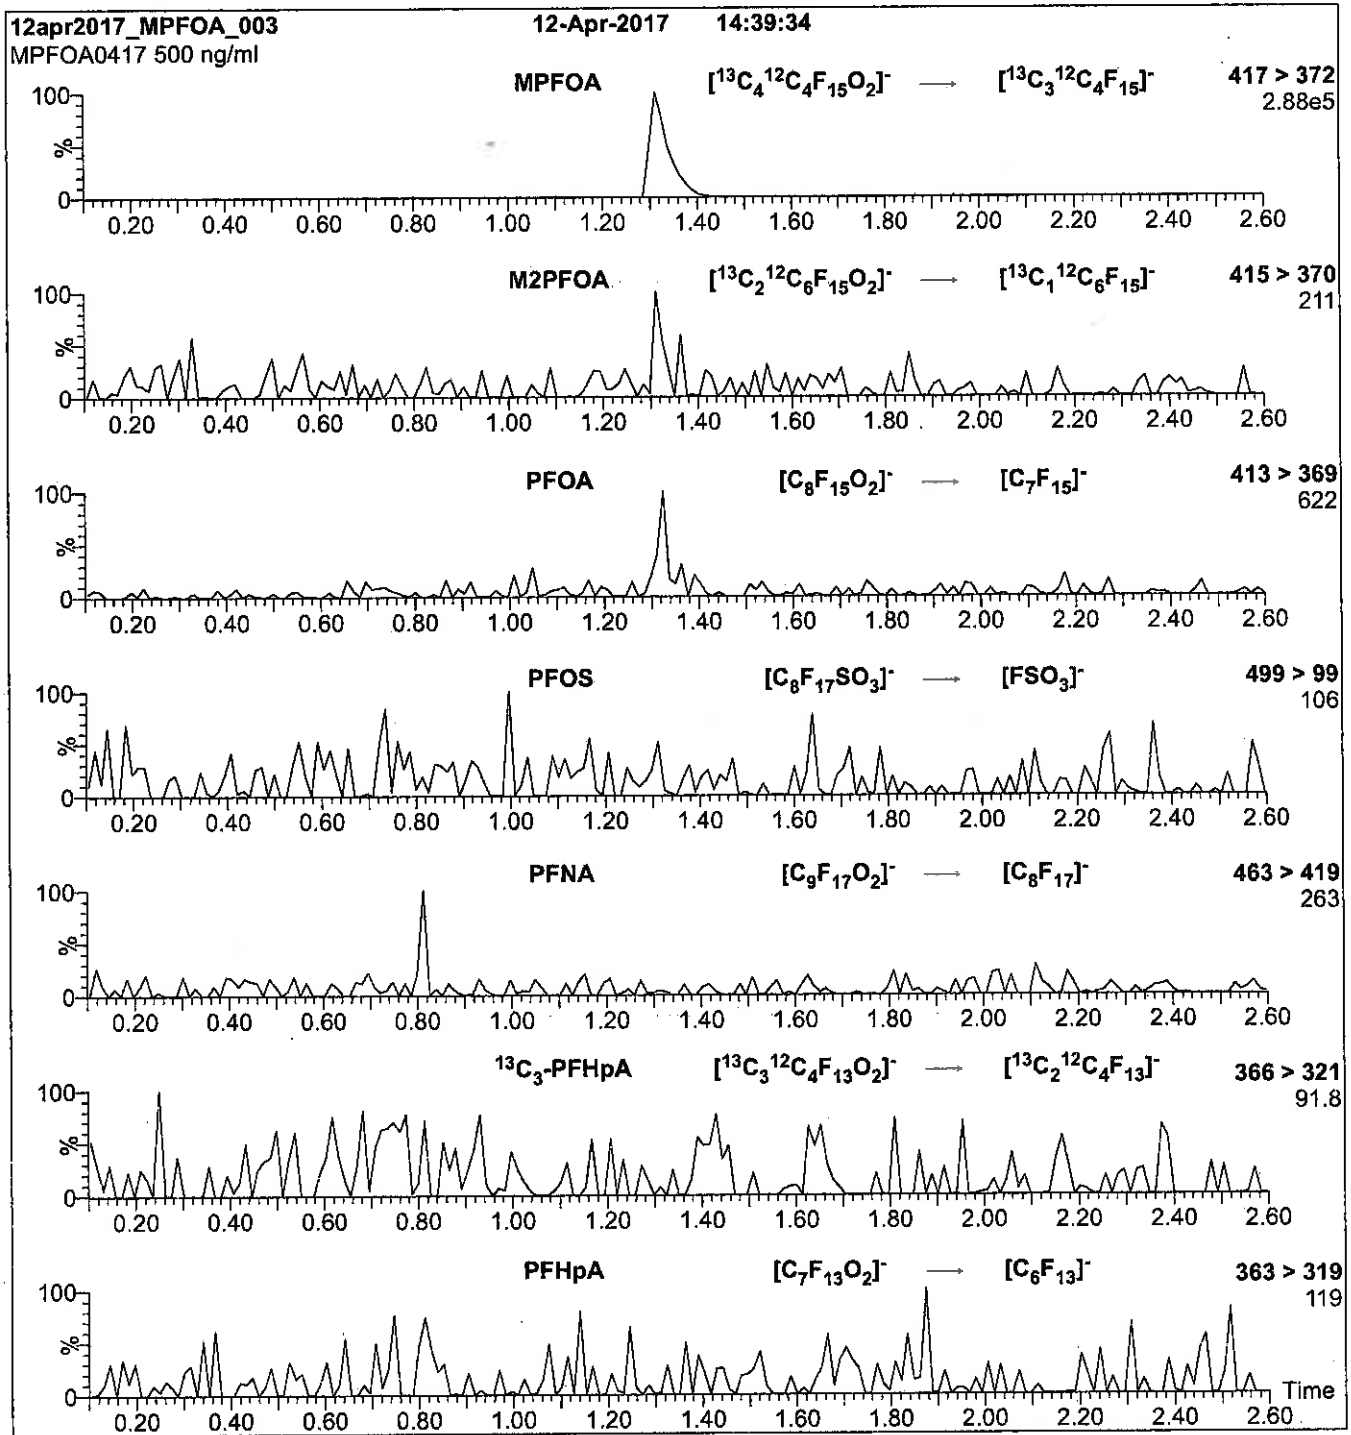 12apr2017_MPFOA_003 12-Apr-2017 14:39:34
MPFOA0417 500 ng/ml
MPFOA [¹³C₄¹²C₄F₁₅O₂]⁻ → [¹³C₃¹²C₄F₁₅]⁻ 417 > 372
2.88e5
100
%
0
0.20 0.40 0.60 0.80 1.00 1.20 1.40 1.60 1.80 2.00 2.20 2.40 2.60
M2PFOA [¹³C₂¹²C₆F₁₅O₂]⁻ → [¹³C₁¹²C₆F₁₅]⁻ 415 > 370
211
100
%
0
0.20 0.40 0.60 0.80 1.00 1.20 1.40 1.60 1.80 2.00 2.20 2.40 2.60
PFOA [C₈F₁₅O₂]⁻ → [C₇F₁₅]⁻ 413 > 369
622
100
%
0
0.20 0.40 0.60 0.80 1.00 1.20 1.40 1.60 1.80 2.00 2.20 2.40 2.60
PFOS [C₈F₁₇SO₃]⁻ → [FSO₃]⁻ 499 > 99
106
100
%
0
0.20 0.40 0.60 0.80 1.00 1.20 1.40 1.60 1.80 2.00 2.20 2.40 2.60
PFNA [C₉F₁₇O₂]⁻ → [C₈F₁₇]⁻ 463 > 419
263
100
%
0
0.20 0.40 0.60 0.80 1.00 1.20 1.40 1.60 1.80 2.00 2.20 2.40 2.60
¹³C₃-PFHpA [¹³C₃¹²C₄F₁₃O₂]⁻ → [¹³C₂¹²C₄F₁₃]⁻ 366 > 321
91.8
100
%
0
0.20 0.40 0.60 0.80 1.00 1.20 1.40 1.60 1.80 2.00 2.20 2.40 2.60
PFHpA [C₇F₁₃O₂]⁻ → [C₆F₁₃]⁻ 363 > 319
119
100
%
0
Time
0.20 0.40 0.60 0.80 1.00 1.20 1.40 1.60 1.80 2.00 2.20 2.40 2.60